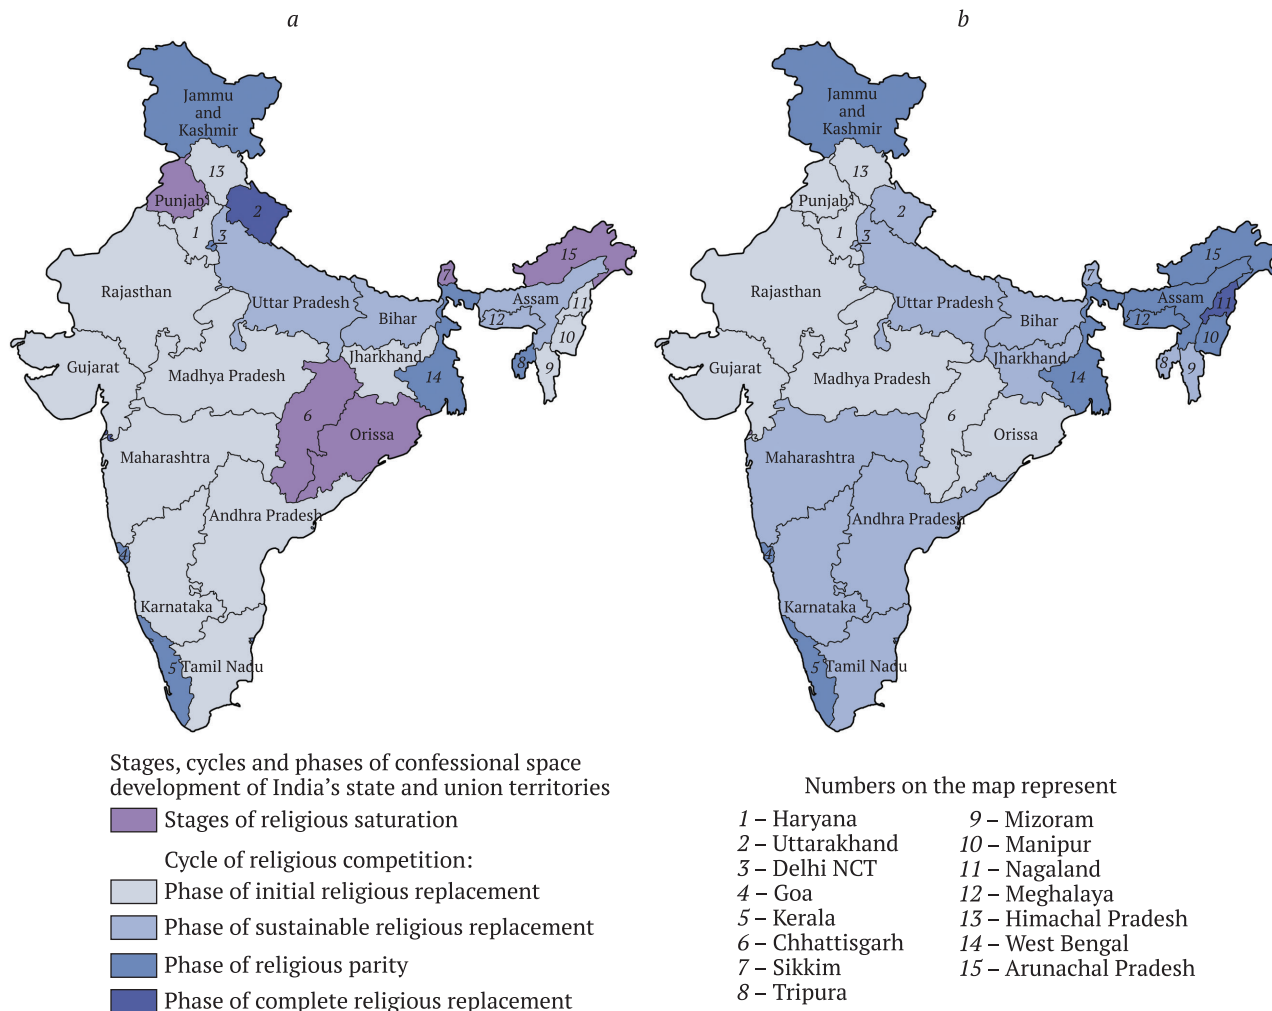 a
Jammu
and
Kashmir
13
Punjab
2
1
3
15
7
Rajasthan
Uttar Pradesh
Assam
11
12
Bihar
10
Jharkhand
8
9
Gujarat
Madhya Pradesh
14
6
Orissa
Maharashtra
Andhra Pradesh
4
Karnataka
5
Tamil Nadu
b
Jammu
and
Kashmir
13
Punjab
2
1
3
15
7
Rajasthan
Uttar Pradesh
Assam
11
12
Bihar
10
Jharkhand
8
9
Gujarat
Madhya Pradesh
14
6
Orissa
Maharashtra
Andhra Pradesh
4
Karnataka
5
Tamil Nadu
Stages, cycles and phases of confessional space
development of India’s state and union territories
Stages of religious saturation
Cycle of religious competition:
Phase of initial religious replacement
Phase of sustainable religious replacement
Phase of religious parity
Phase of complete religious replacement
Numbers on the map represent
1 – Haryana
2 – Uttarakhand
3 – Delhi NCT
4 – Goa
5 – Kerala
6 – Chhattisgarh
7 – Sikkim
8 – Tripura
9 – Mizoram
10 – Manipur
11 – Nagaland
12 – Meghalaya
13 – Himachal Pradesh
14 – West Bengal
15 – Arunachal Pradesh